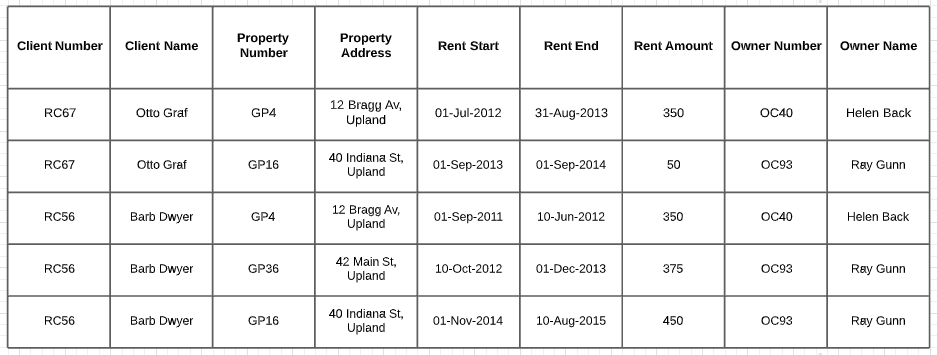 Client Number Client Name Property Number Property Address Rent Start Rent End Rent Amount Owner Number Owner Name
RC67 Otto Graf GP4 12 Bragg Av, Upland 01-Jul-2012 31-Aug-2013 350 OC40 Helen Back
RC67 Otto Graf GP16 40 Indiana St, Upland 01-Sep-2013 01-Sep-2014 50 OC93 Ray Gunn
RC56 Barb Dwyer GP4 12 Bragg Av, Upland 01-Sep-2011 10-Jun-2012 350 OC40 Helen Back
RC56 Barb Dwyer GP36 42 Main St, Upland 10-Oct-2012 01-Dec-2013 375 OC93 Ray Gunn
RC56 Barb Dwyer GP16 40 Indiana St, Upland 01-Nov-2014 10-Aug-2015 450 OC93 Ray Gunn